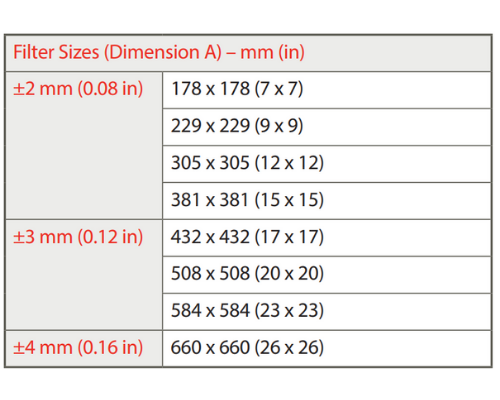 Filter Sizes (Dimension A) – mm (in)
±2 mm (0.08 in) 178 x 178 (7 x 7)
229 x 229 (9 x 9)
305 x 305 (12 x 12)
381 x 381 (15 x 15)
±3 mm (0.12 in) 432 x 432 (17 x 17)
508 x 508 (20 x 20)
584 x 584 (23 x 23)
±4 mm (0.16 in) 660 x 660 (26 x 26)